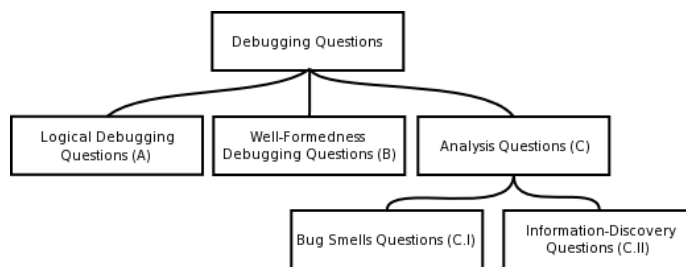 Debugging Questions
Logical Debugging
Questions (A)
Well-Formedness
Debugging Questions (B)
Analysis Questions (C)
Bug Smells Questions (C.I)
Information-Discovery
Questions (C.II)